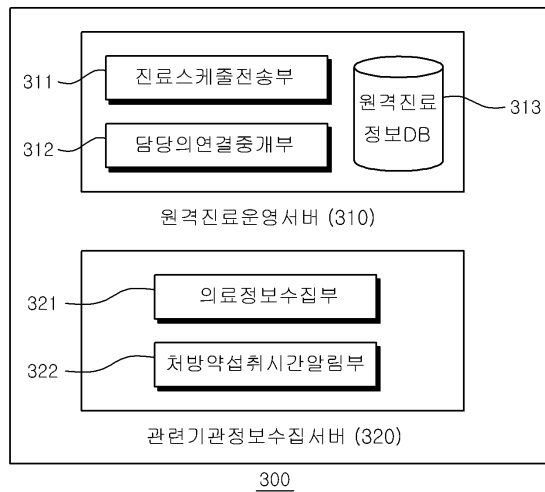 311
진료스케줄전송부
312
담당의연결중개부
원격진료
정보DB
313
원격진료운영서버 (310)
321
의료정보수집부
322
처방약섭취시간알림부
관련기관정보수집서버 (320)
300